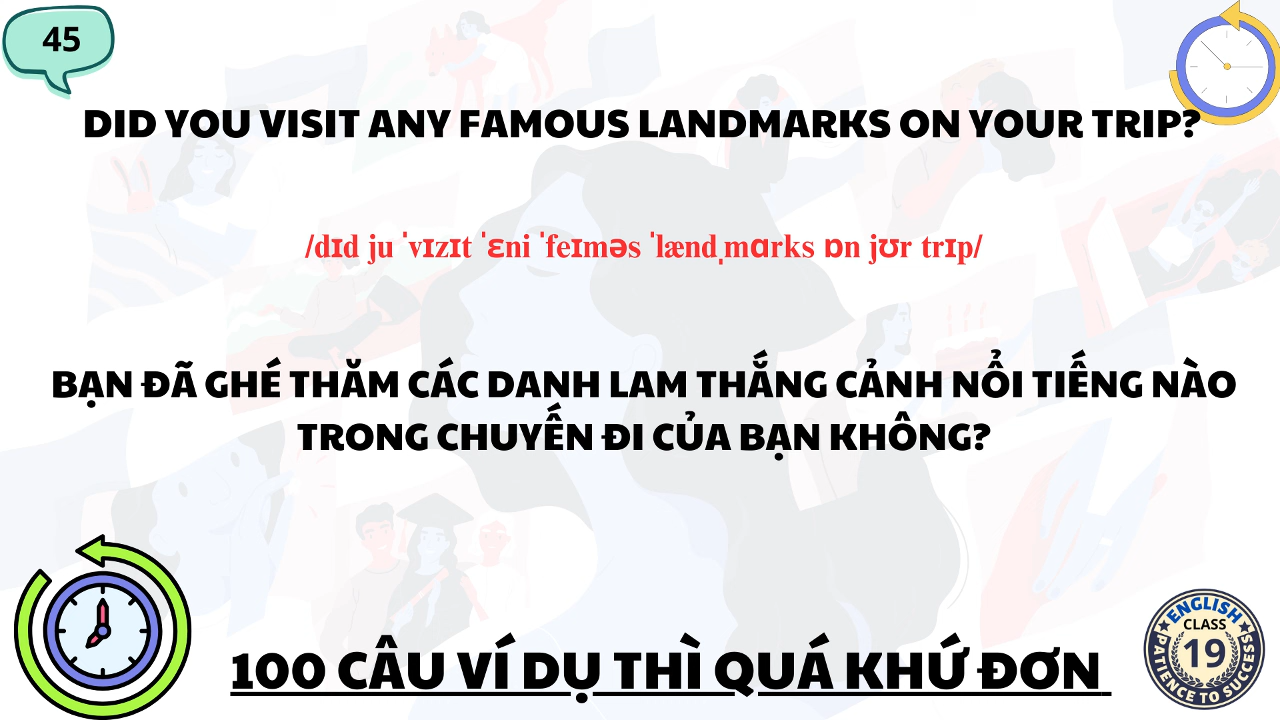 45
DID YOU VISIT ANY FAMOUS LANDMARKS ON YOUR TRIP?
/dɪd ju ˈvɪzɪt ˈɛni ˈfeɪməs ˈlændˌmɑrks ɒn jʊr trɪp/
BẠN ĐÃ GHÉ THĂM CÁC DANH LAM THẮNG CẢNH NỔI TIẾNG NÀO
TRONG CHUYẾN ĐI CỦA BẠN KHÔNG?
100 CÂU VÍ DỤ THÌ QUÁ KHỨ ĐƠN
ENGLISH
CLASS
19
PATIENCE TO SUCCESS